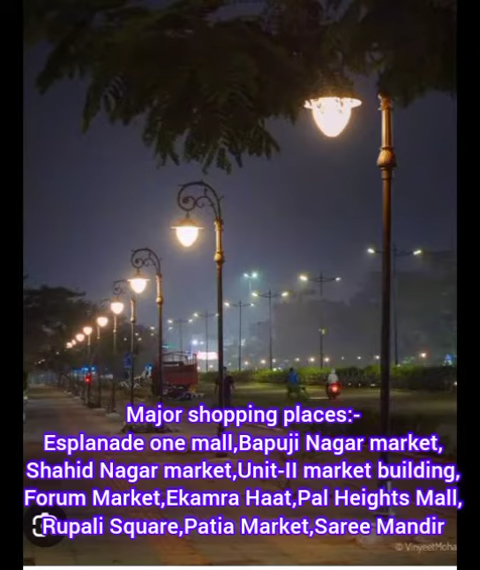 Major shopping places:-
Esplanade one mall,Bapuji Nagar market,
Shahid Nagar market,Unit-II market building,
Forum Market,Ekamra Haat,Pal Heights Mall,
Rupali Square,Patia Market,Saree Mandir
© VinyeetMoha